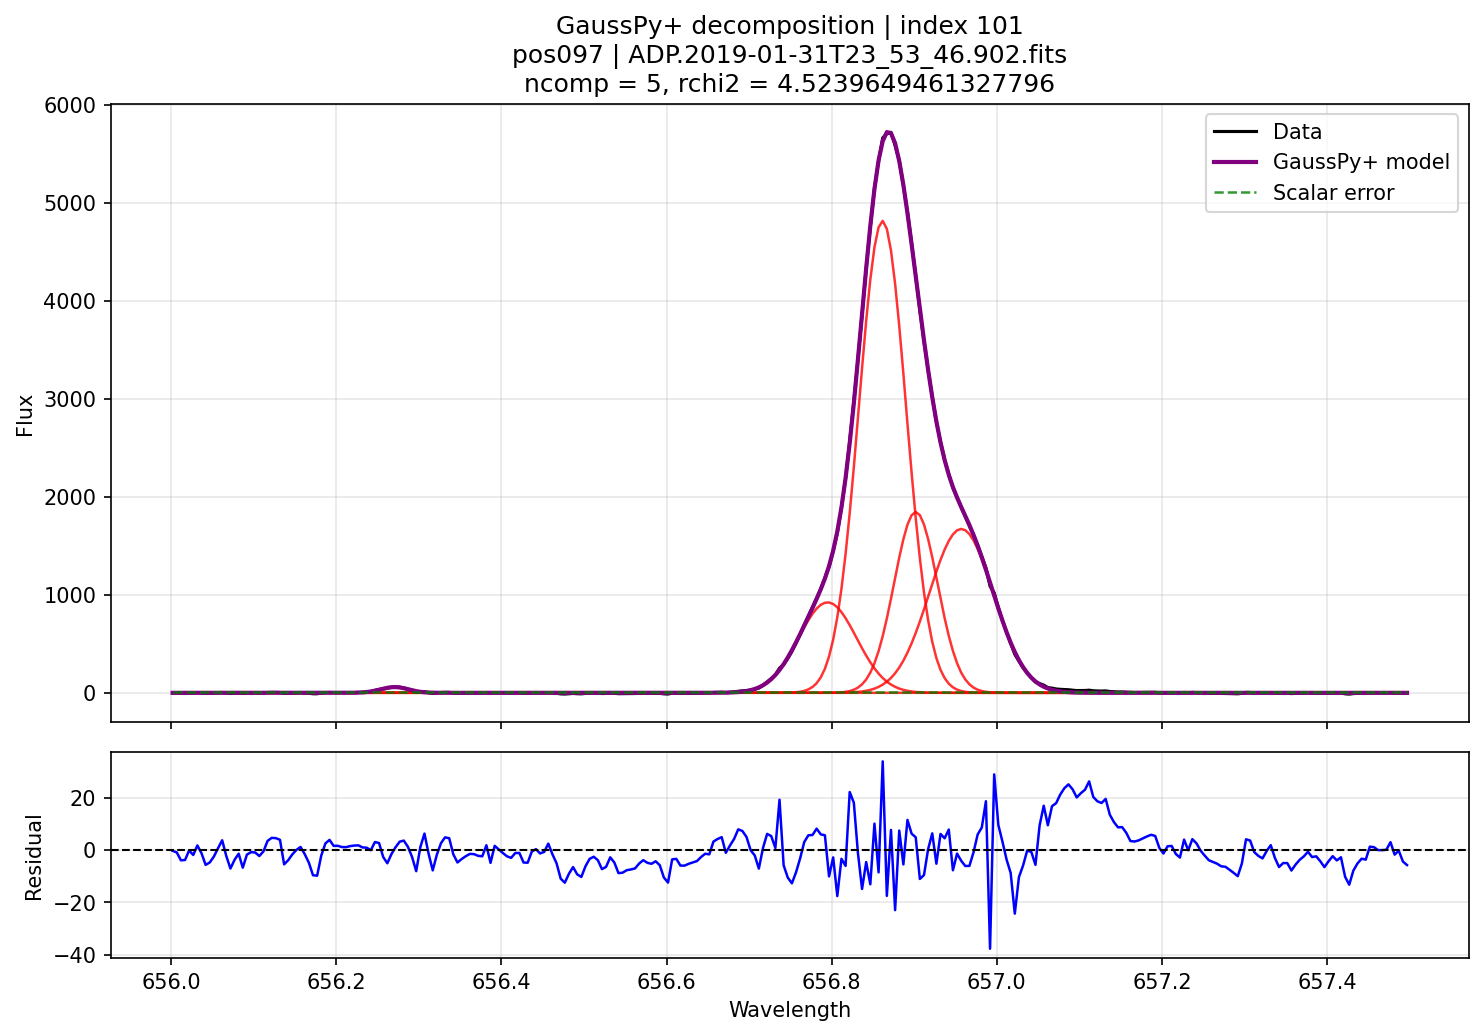 GaussPy+ decomposition | index 101
pos097 | ADP.2019-01-31T23_53_46.902.fits
ncomp = 5, rchi2 = 4.5239649461327796
6000
5000
4000
3000
2000
1000
0
Flux
Data
GaussPy+ model
Scalar error
20
0
−20
−40
Residual
656.0 656.2 656.4 656.6 656.8 657.0 657.2 657.4
Wavelength